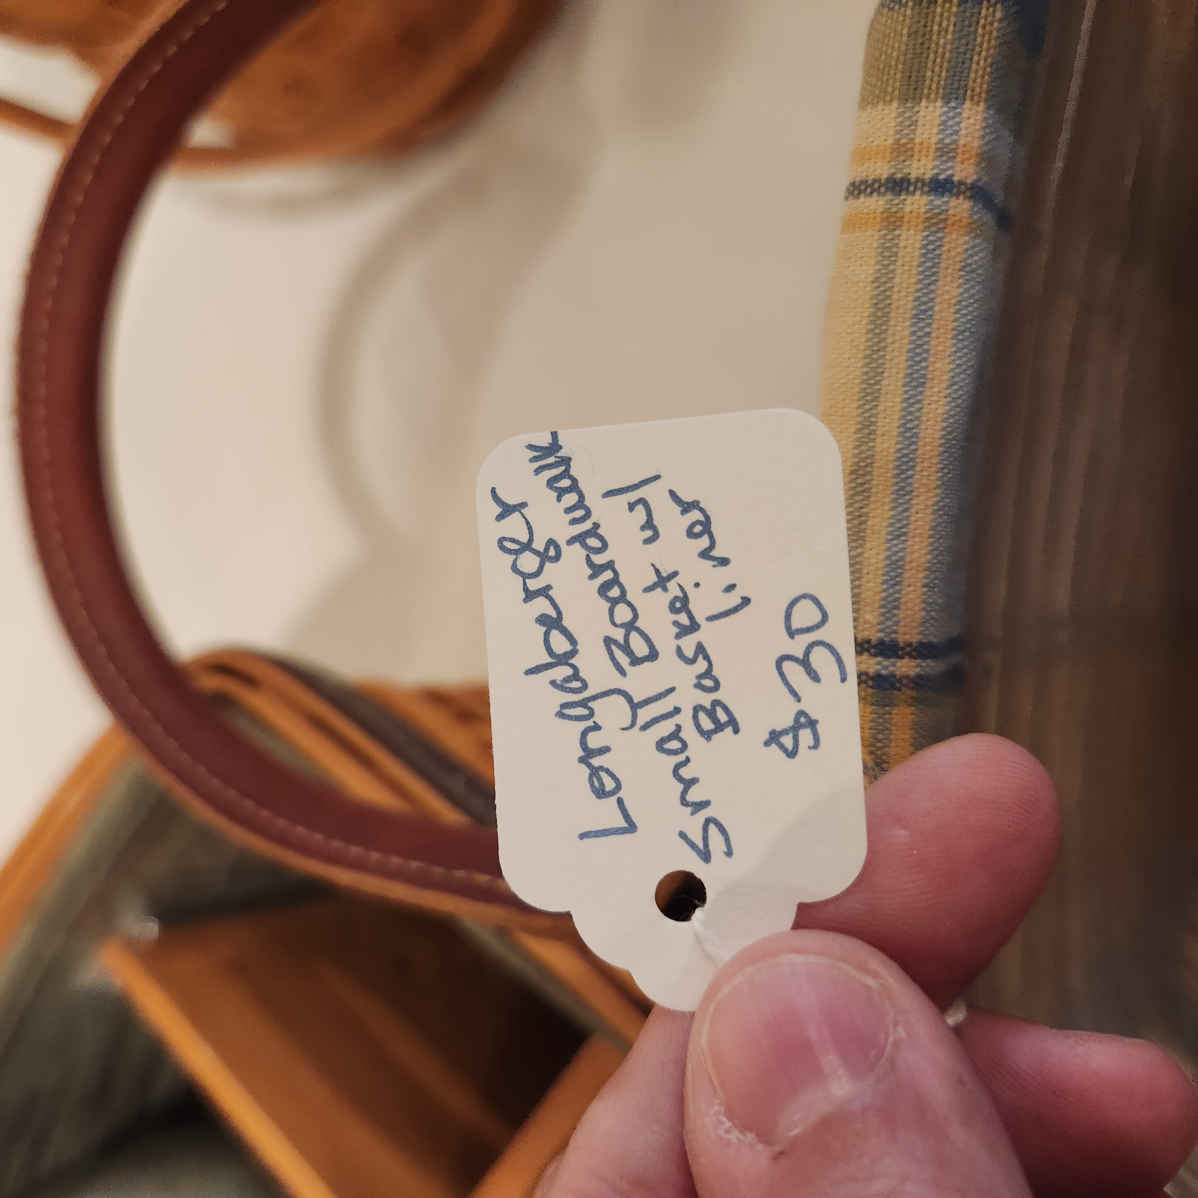 Longaberger
Small Boardwalk
Basket w/
liner
$30